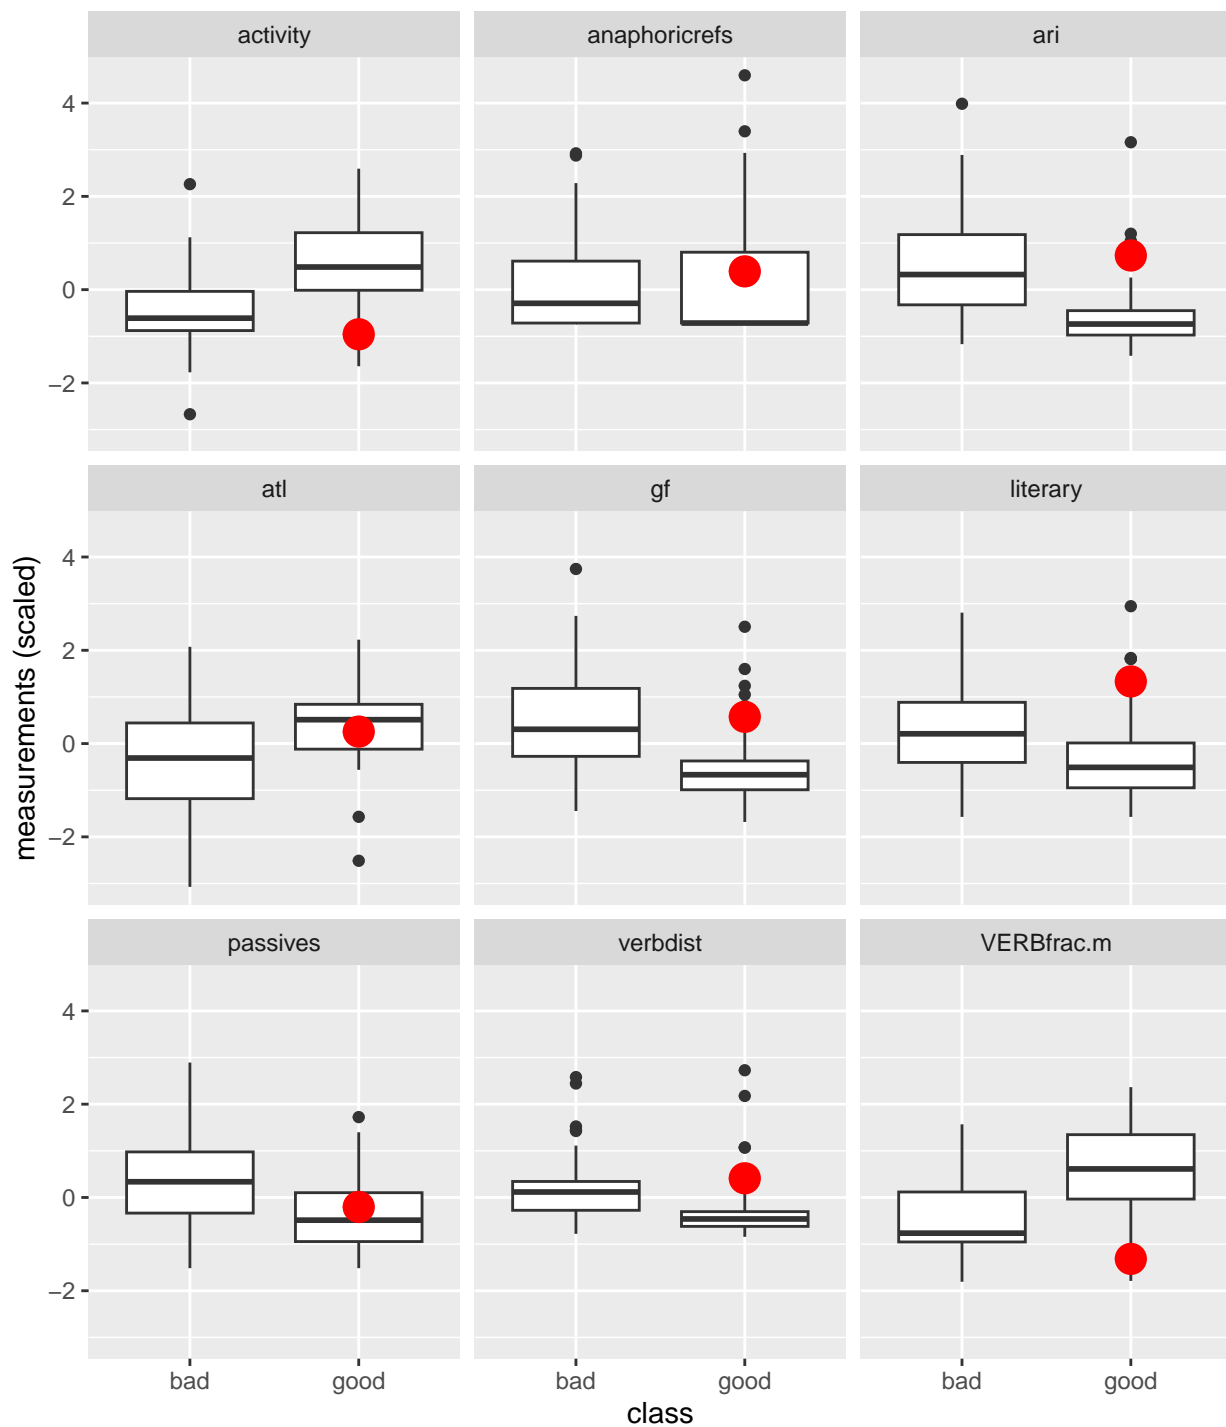 activity anaphoricrefs ari
4
2
0
−2
atl gf literary
4
2
0
−2
passives verbdist VERBfrac.m
4
2
0
−2
bad good bad good bad good
class
measurements (scaled)